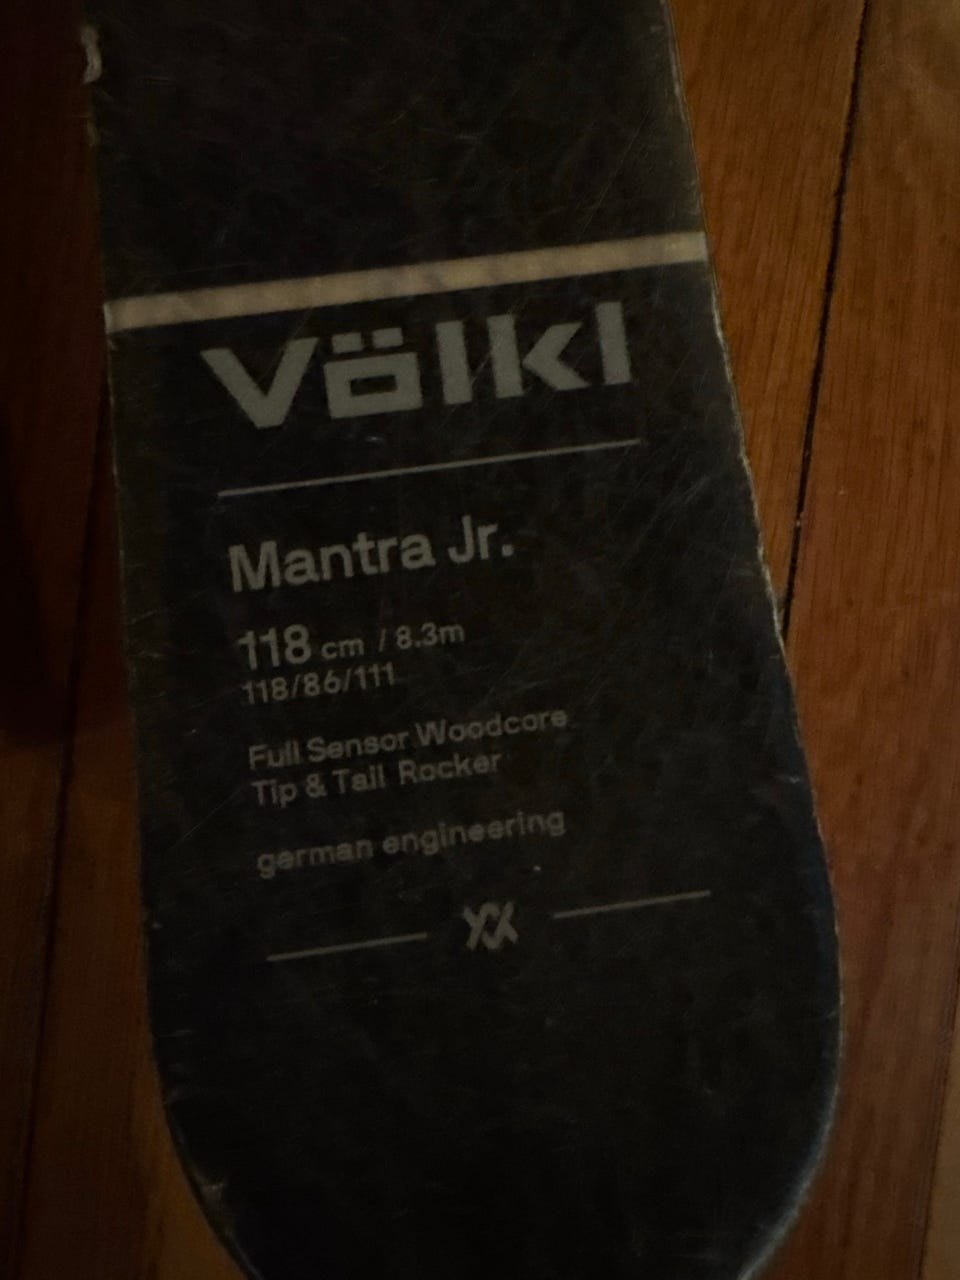 Völkl
Mantra Jr.
118 cm / 8.3m
118/86/111
Full Sensor Woodcore
Tip & Tail Rocker
german engineering